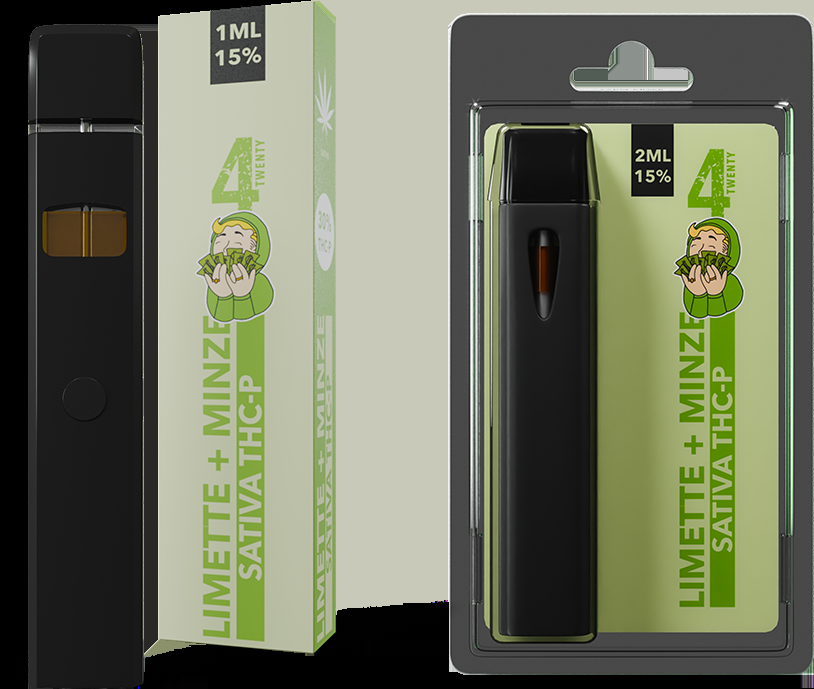 1ML
15%
4
TWENTY
LIMETTE + MINZE
SATIVA THC-P
30%
THC-P
LIMETTE + MINZE
SATIVA THC-P
2ML
15%
4
TWENTY
LIMETTE + MINZE
SATIVA THC-P